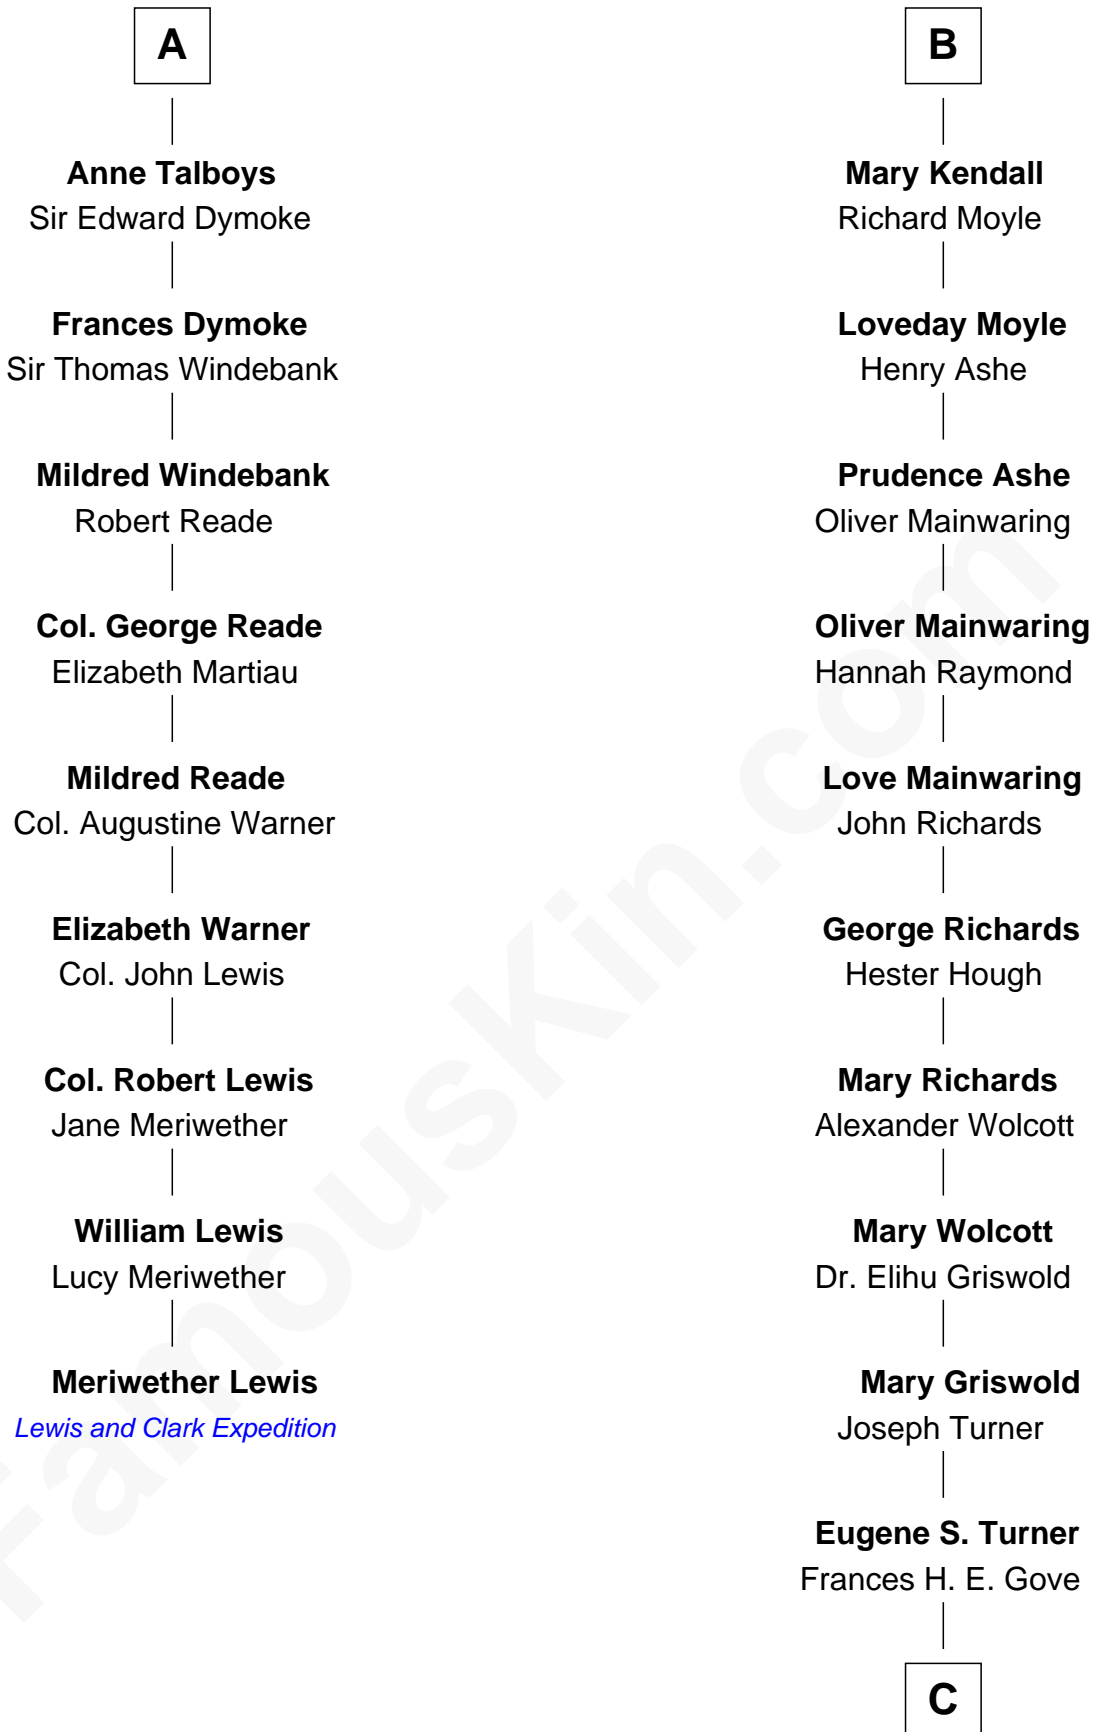 A
Anne Talboys
Sir Edward Dymoke
Frances Dymoke
Sir Thomas Windebank
Mildred Windebank
Robert Reade
Col. George Reade
Elizabeth Martiau
Mildred Reade
Col. Augustine Warner
Elizabeth Warner
Col. John Lewis
Col. Robert Lewis
Jane Meriwether
William Lewis
Lucy Meriwether
Meriwether Lewis
Lewis and Clark Expedition
B
Mary Kendall
Richard Moyle
Loveday Moyle
Henry Ashe
Prudence Ashe
Oliver Mainwaring
Oliver Mainwaring
Hannah Raymond
Love Mainwaring
John Richards
George Richards
Hester Hough
Mary Richards
Alexander Wolcott
Mary Wolcott
Dr. Elihu Griswold
Mary Griswold
Joseph Turner
Eugene S. Turner
Frances H. E. Gove
C
FamousKin.com